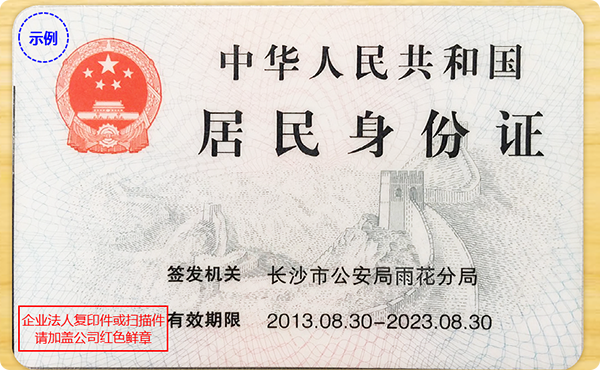 示例
中华人民共和国
居民身份证
签发机关 长沙市公安局雨花分局
有效期限 2013.08.30-2023.08.30
企业法人复印件或扫描件
请加盖公司红色鲜章